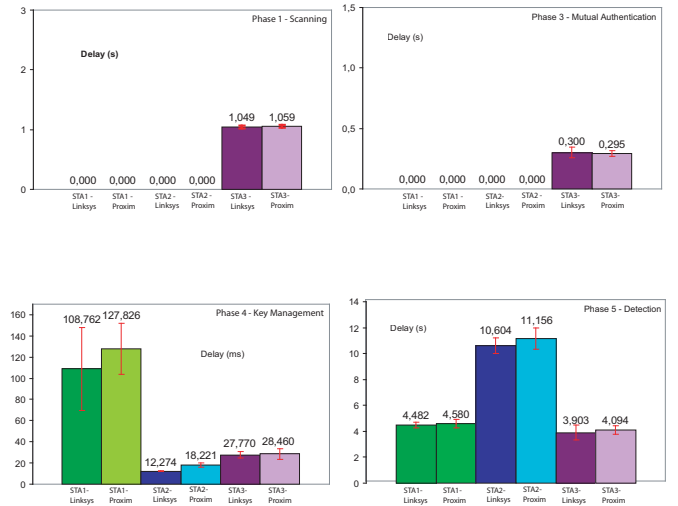 Phase 1 - Scanning
3
Delay (s)
2
1,049 1,059
1
0,000 0,000 0,000 0,000
0
STA1 - Linksys
STA1 - Proxim
STA2 - Linksys
STA2 - Proxim
STA3 - Linksys
STA3- Proxim
Phase 3 - Mutual Authentication
1,5
Delay (s)
1,0
0,5
0,300 0,295
0,000 0,000 0,000 0,000
0,0
STA1- Linksys
STA1- Proxim
STA2- Linksys
STA2- Proxim
STA3- Linksys
STA3- Proxim
Phase 4 - Key Management
160
108,762 127,826
140
Delay (ms)
120
100
80
60
40
27,770 28,460
12,274 18,221
20
0
STA1- Linksys
STA1- Proxim
STA2- Linksys
STA2- Proxim
STA3- Linksys
STA3- Proxim
14
Phase 5 - Detection
Delay (s)
12
10,604 11,156
10
8
6
4,482 4,580
3,903 4,094
4
2
0
STA1- Linksys
STA1- Proxim
STA2- Linksys
STA2- Proxim
STA3- Linksys
STA3- Proxim